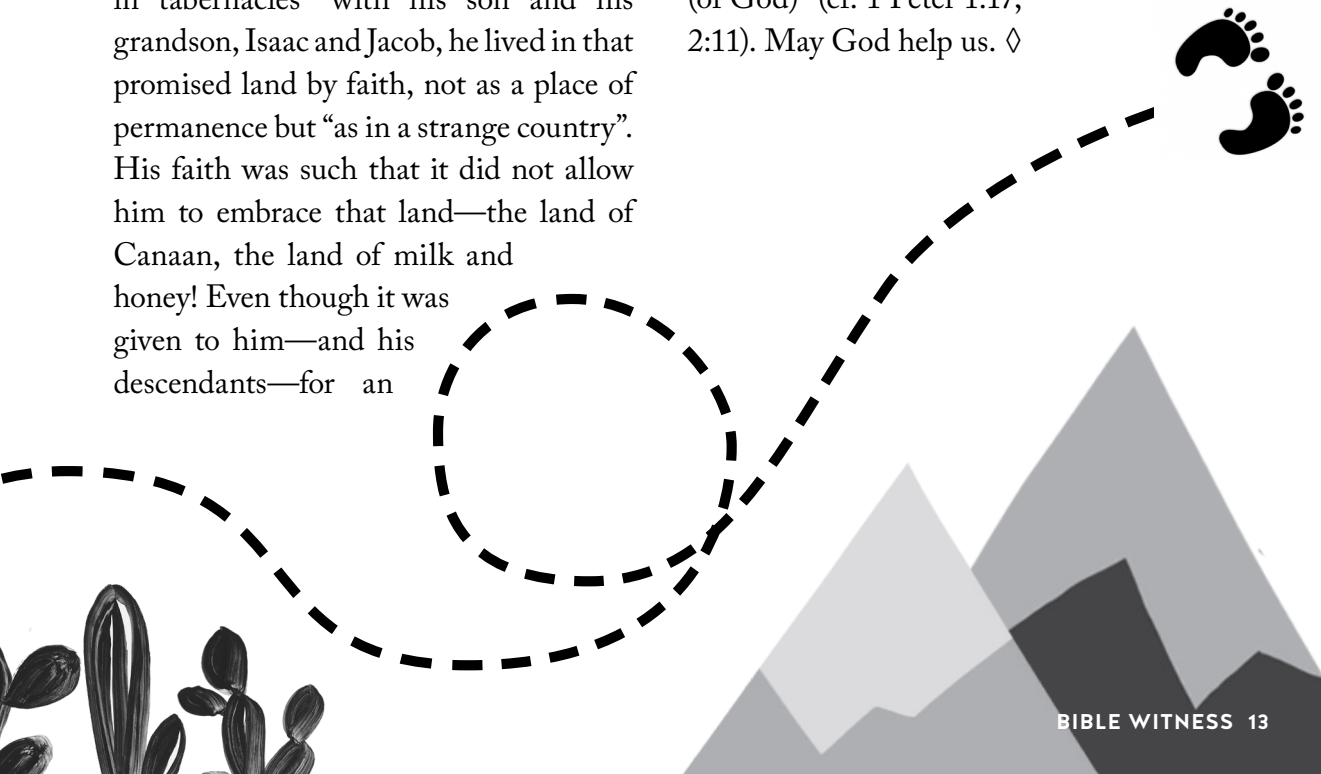 in tabernacles” with his son and his
grandson, Isaac and Jacob, he lived in that
promised land by faith, not as a place of
permanence but “as in a strange country”.
His faith was such that it did not allow
him to embrace that land—the land of
Canaan, the land of milk and
honey! Even though it was
given to him—and his
descendants—for an
(of God)” (cf. 1 Peter 1:17;
2:11). May God help us. ◊
BIBLE WITNESS 13